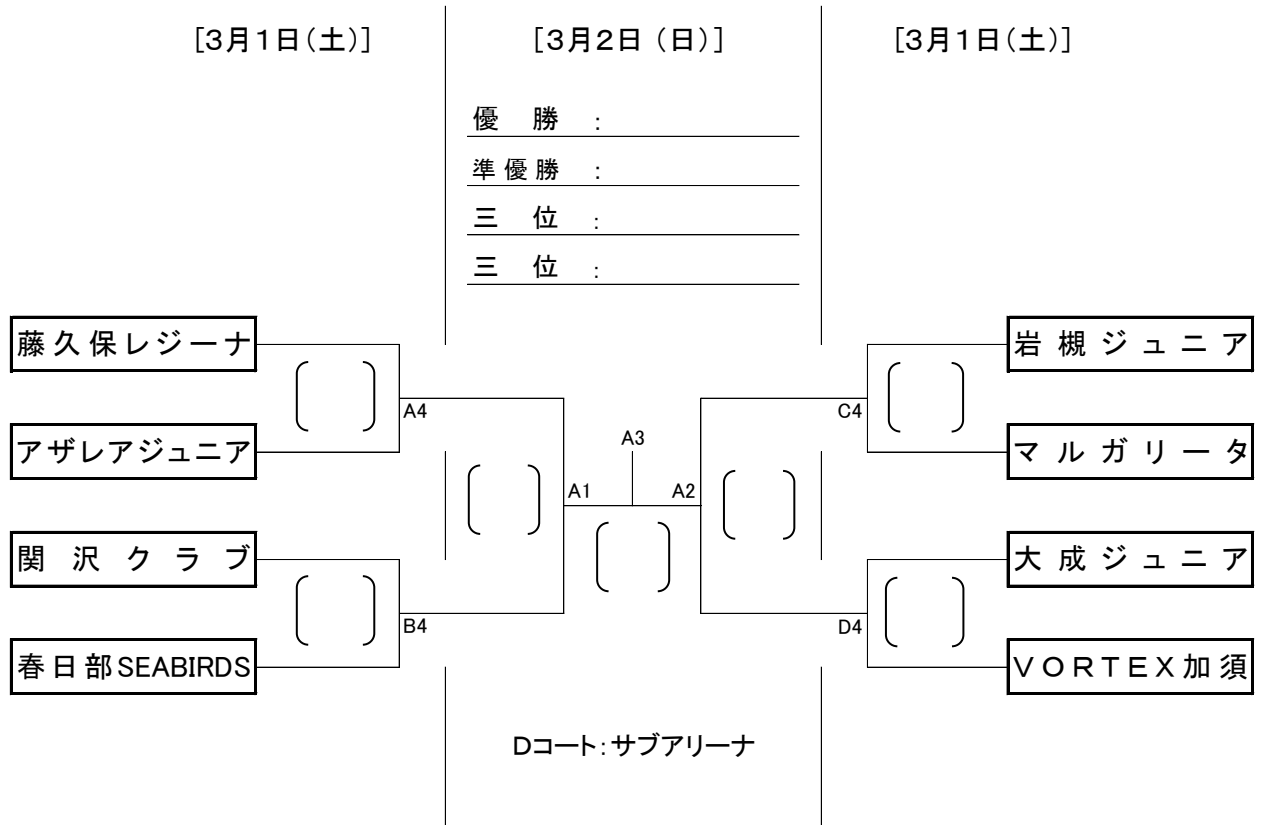 [3月1日(土)]
[3月2日(日)]
[3月1日(土)]
優勝:
準優勝:
三位:
三位:
藤久保レジーナ
岩槻ジュニア
A4
C4
アザレアジュニア
マルガリータ
A3
A1
A2
関沢クラブ
大成ジュニア
B4
D4
春日部SEABIRDS
VORTEX加須
Dコート:サブアリーナ